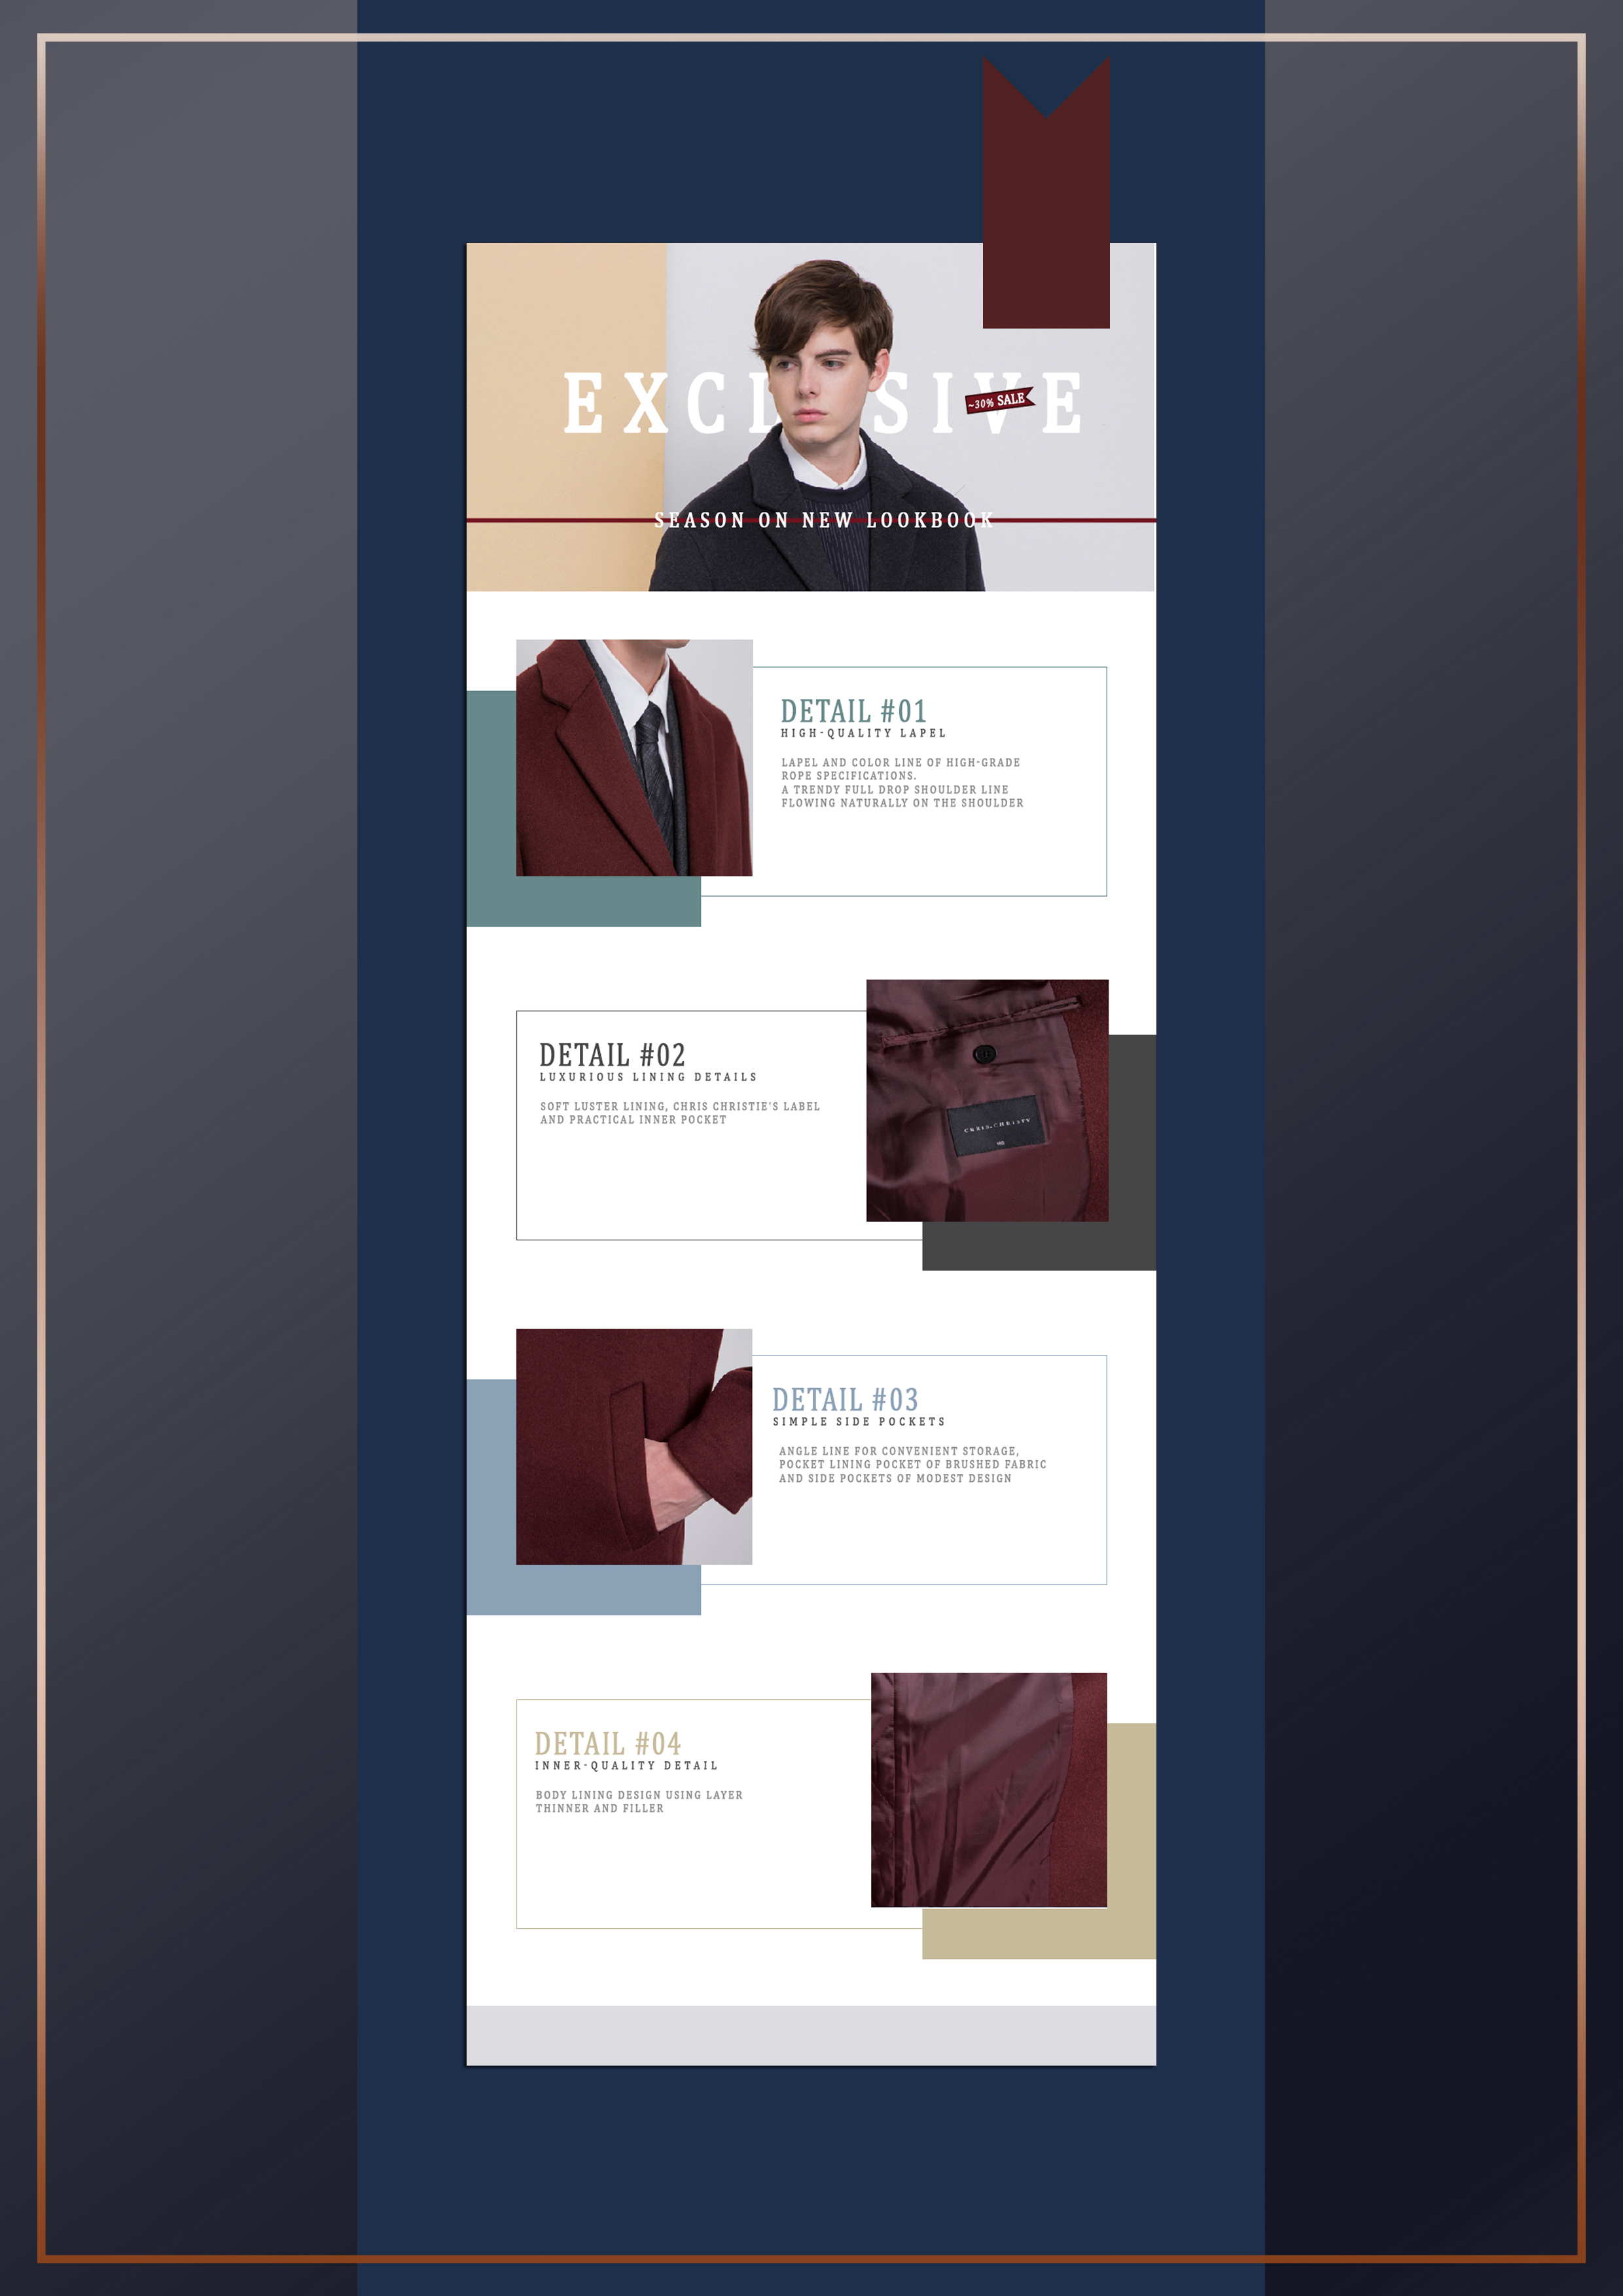 EXCLUSIVE
~30% SALE
SEASON ON NEW LOOKBOOK
DETAIL #01
HIGH-QUALITY LAPEL
LAPEL AND COLOR LINE OF HIGH-GRADE
ROPE SPECIFICATIONS.
A TRENDY FULL DROP SHOULDER LINE
FLOWING NATURALLY ON THE SHOULDER
DETAIL #02
LUXURIOUS LINING DETAILS
SOFT LUSTER LINING, CHRIS CHRISTIE'S LABEL
AND PRACTICAL INNER POCKET
CHRIS.CHRISTY
DETAIL #03
SIMPLE SIDE POCKETS
ANGLE LINE FOR CONVENIENT STORAGE,
POCKET LINING POCKET OF BRUSHED FABRIC
AND SIDE POCKETS OF MODEST DESIGN
DETAIL #04
INNER-QUALITY DETAIL
BODY LINING DESIGN USING LAYER
THINNER AND FILLER